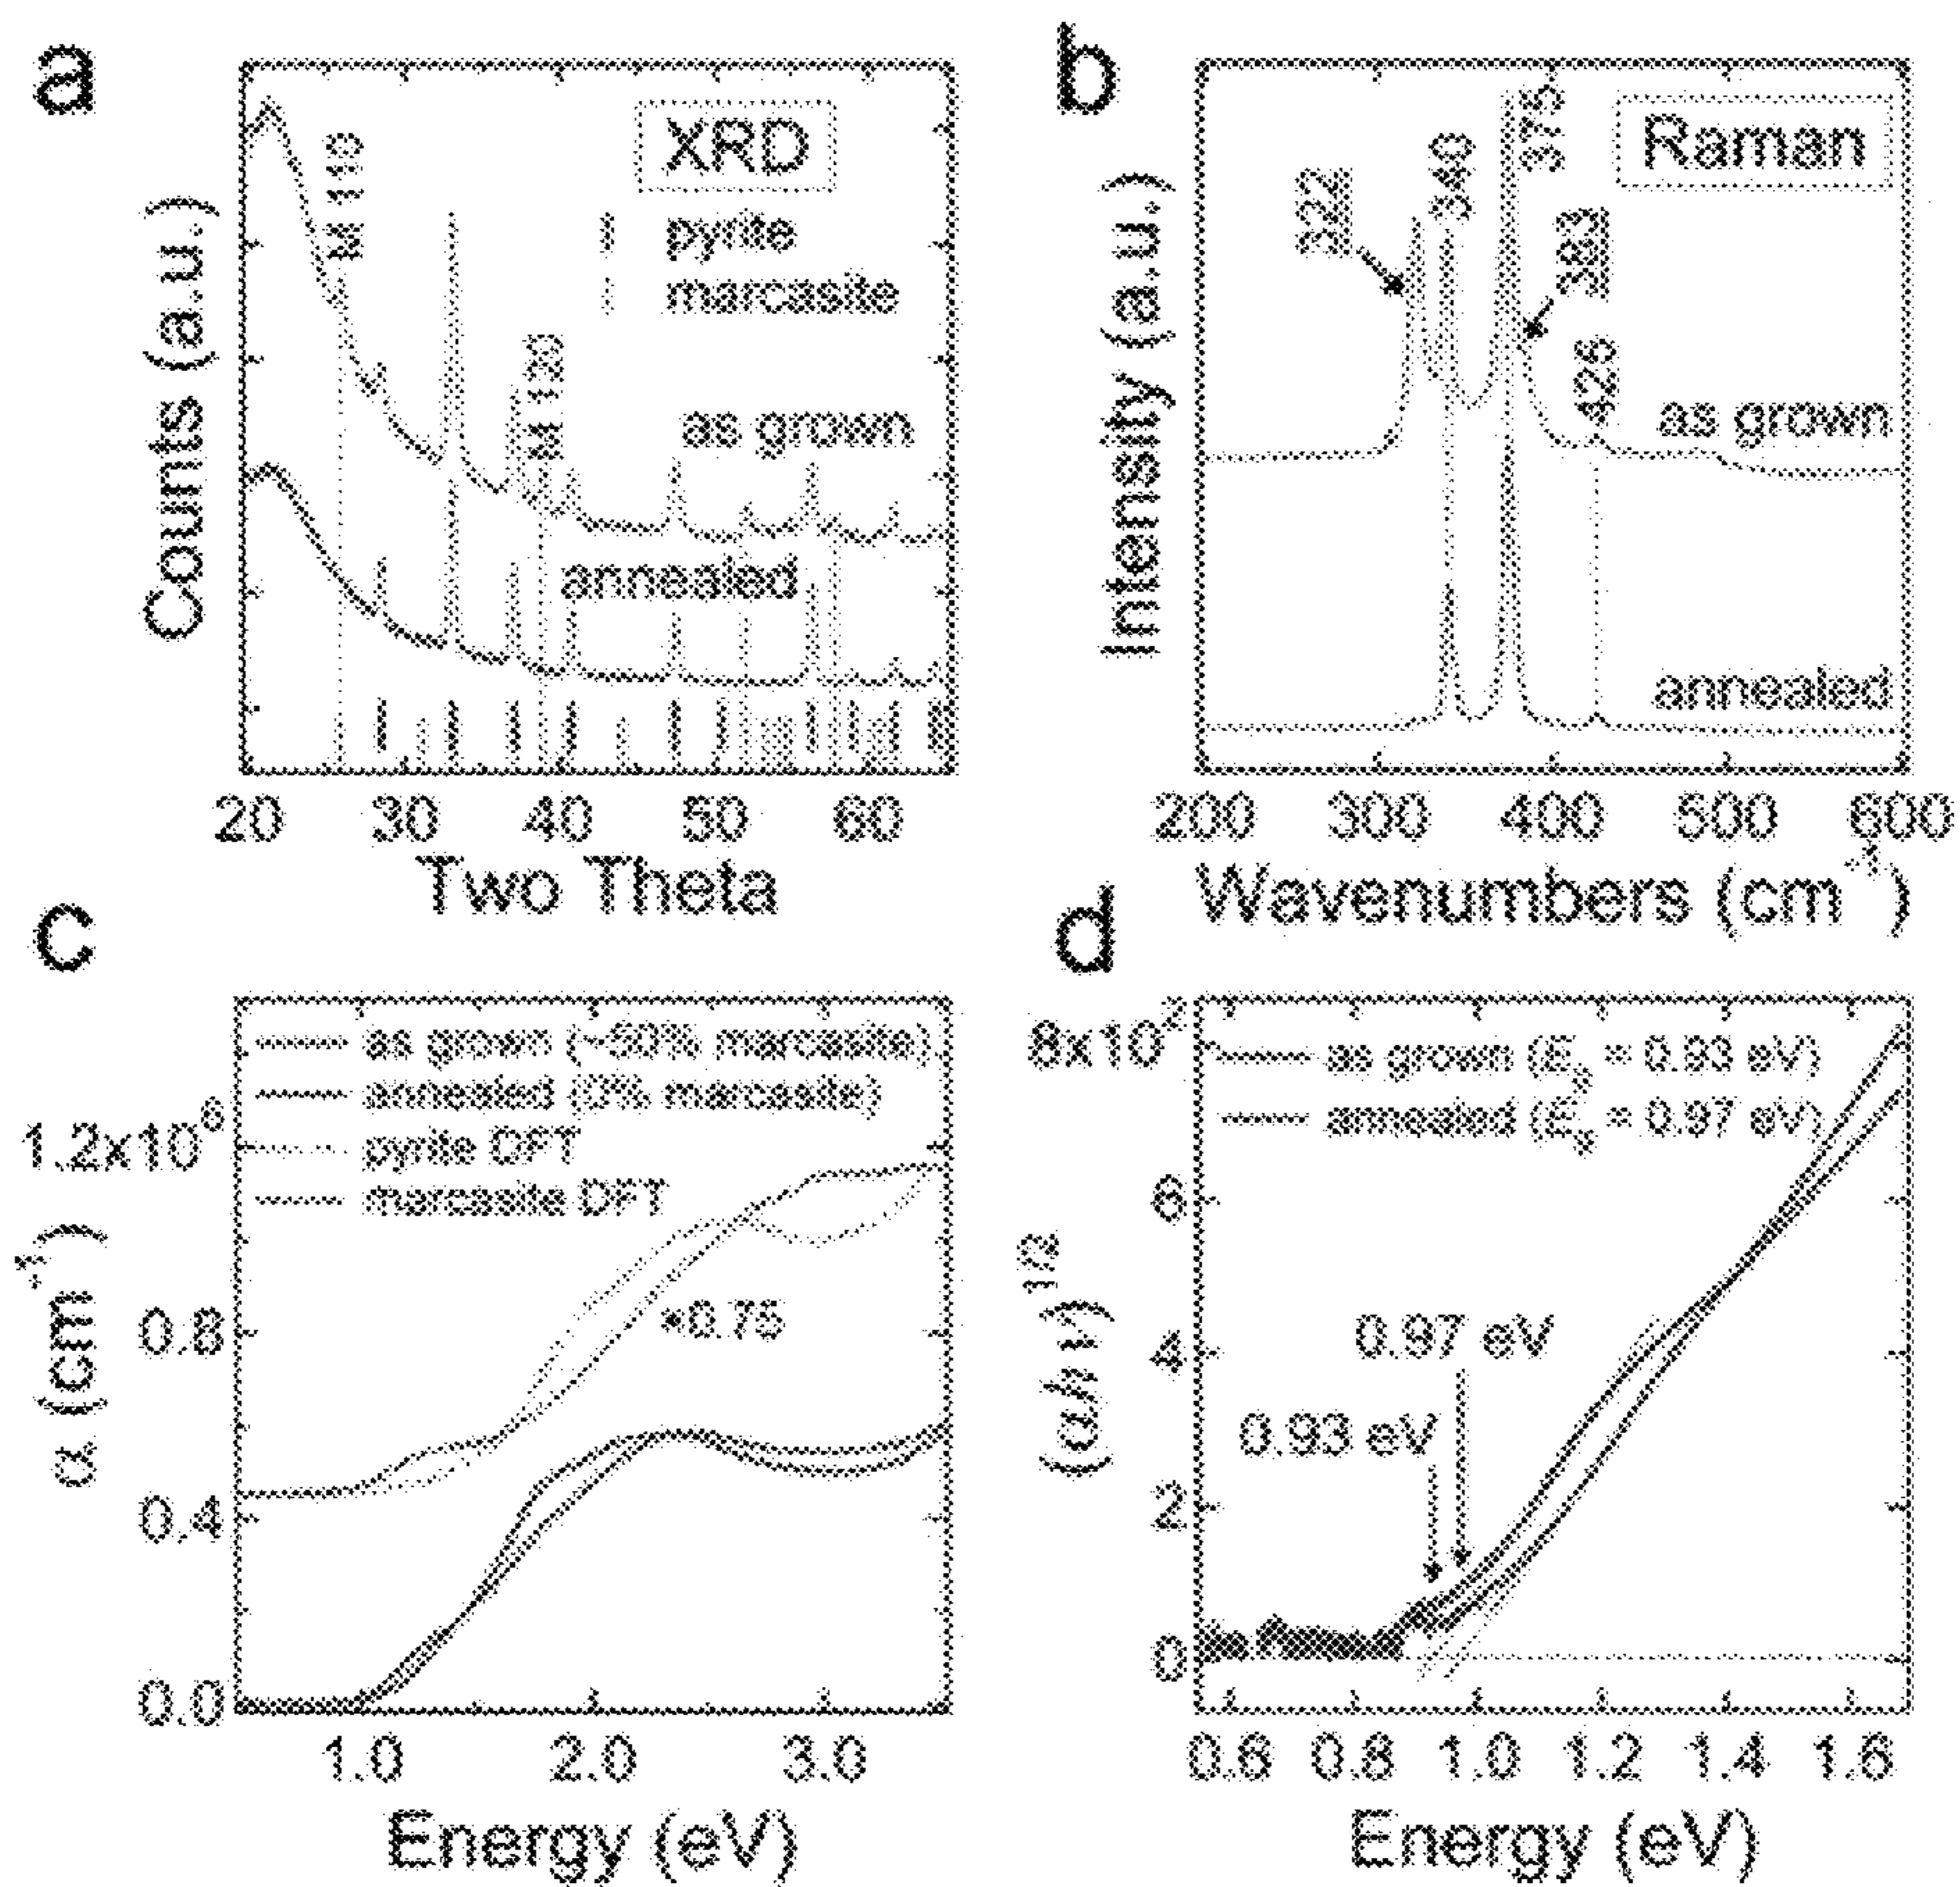 a
XRD
M 110
pyrite
marcasite
M 120
as grown
annealed
Counts (a.u.)
20 30 40 50 60
Two Theta
b
Raman
322
340
375
383
426
as grown
annealed
Intensity (a.u.)
200 300 400 500 600
Wavenumbers (cm⁻¹)
c
as grown (~50% marcasite)
annealed (0% marcasite)
pyrite DFT
marcasite DFT
*0.75
1.2x10⁶
0.8
0.4
0.0
α (cm⁻¹)
1.0 2.0 3.0
Energy (eV)
d
as grown (Eg = 0.93 eV)
annealed (Eg = 0.97 eV)
0.97 eV
0.93 eV
8x10²
6
4
2
0
(αhν)¹/²
0.6 0.8 1.0 1.2 1.4 1.6
Energy (eV)